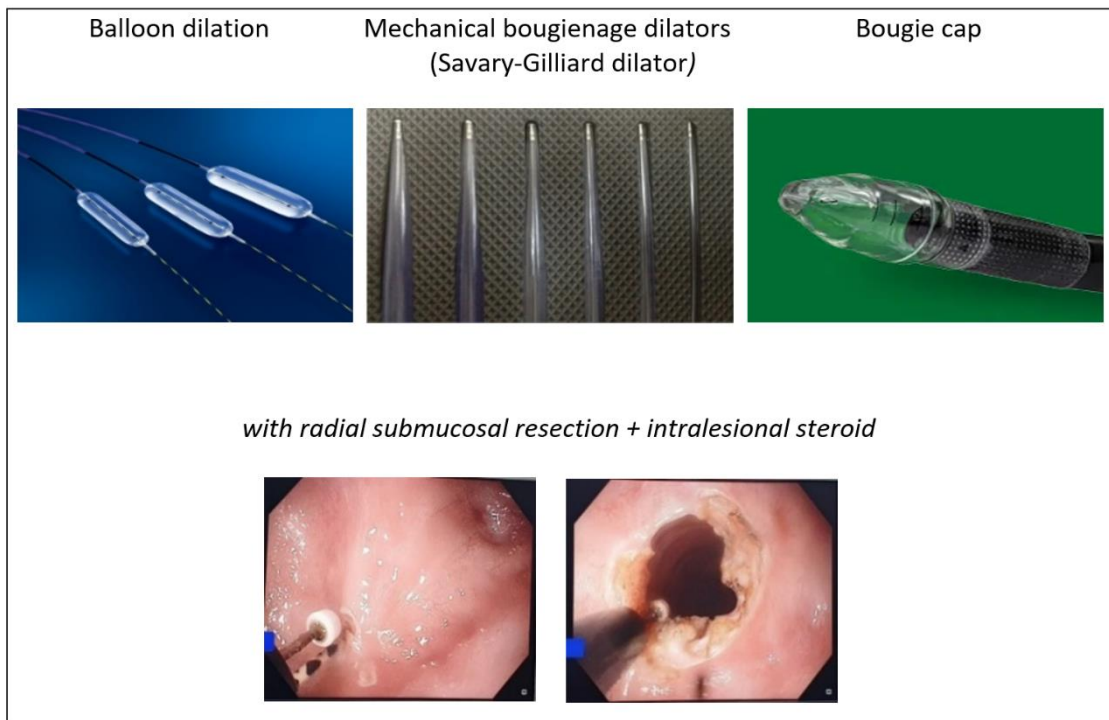 Balloon dilation
Mechanical bougienage dilators
(Savary-Gilliard dilator)
Bougie cap
with radial submucosal resection + intralesional steroid